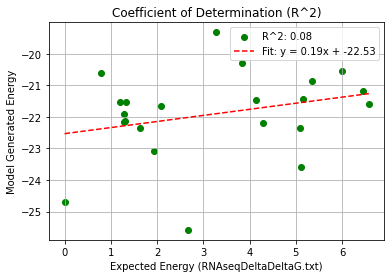 Coefficient of Determination (R^2)
R^2: 0.08
Fit: y = 0.19x + -22.53
Model Generated Energy
−20
−21
−22
−23
−24
−25
0 1 2 3 4 5 6
Expected Energy (RNAseqDeltaDeltaG.txt)